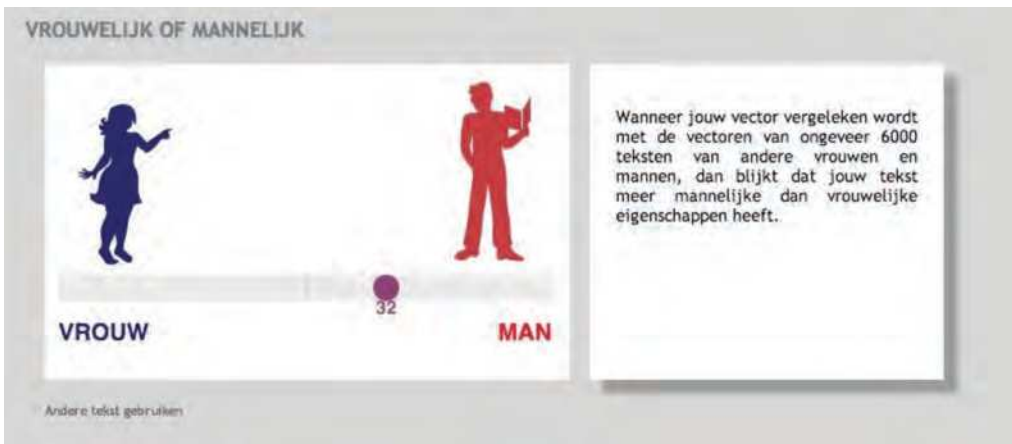 VROUWELIJK OF MANNELIJK
Wanneer jouw vector vergeleken wordt
met de vectoren van ongeveer 6000
teksten van andere vrouwen en
mannen, dan blijkt dat jouw tekst
meer mannelijke dan vrouwelijke
eigenschappen heeft.
32
VROUW
MAN
Andere tekst gebruiken